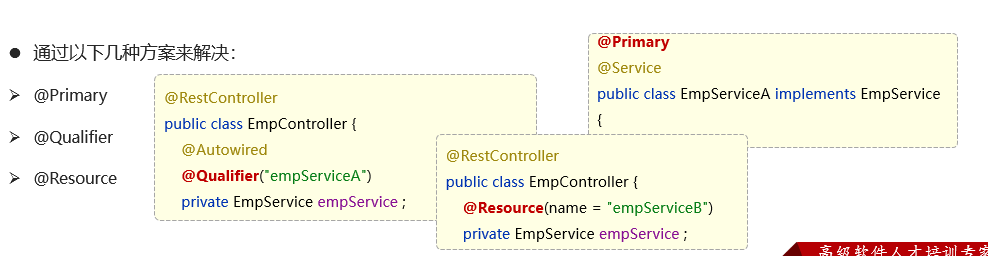 通过以下几种方案来解决：
@Primary
@Qualifier
@Resource
@RestController
public class EmpController {
@Autowired
@Qualifier("empServiceA")
private EmpService empService ;
@RestController
public class EmpController {
@Resource(name = "empServiceB")
private EmpService empService ;
@Primary
@Service
public class EmpServiceA implements EmpService
{
高级软件人才培训专家